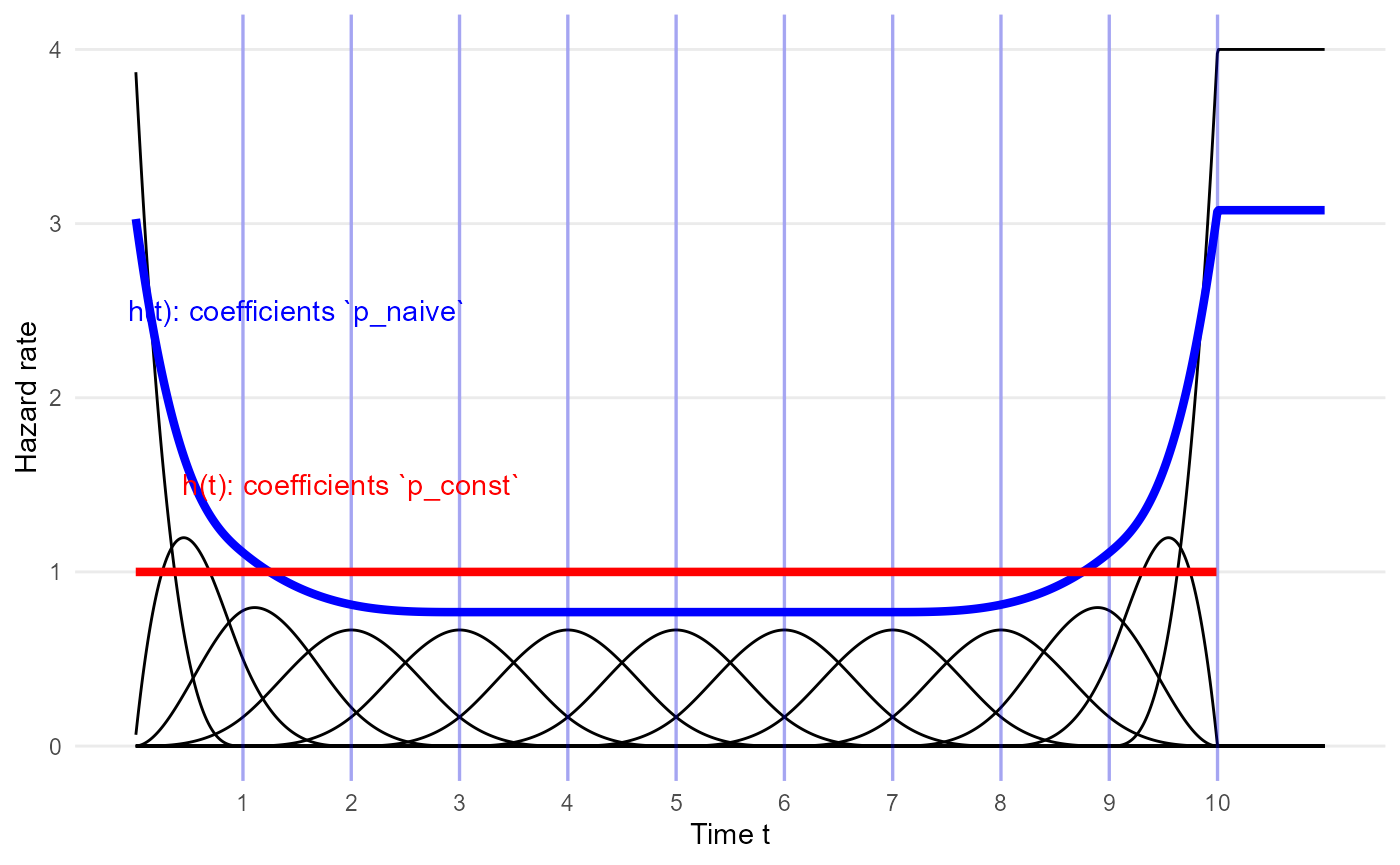 4
3
h(t): coefficients `p_naive`
2
h(t): coefficients `p_const`
1
0
Hazard rate
1 2 3 4 5 6 7 8 9 10
Time t